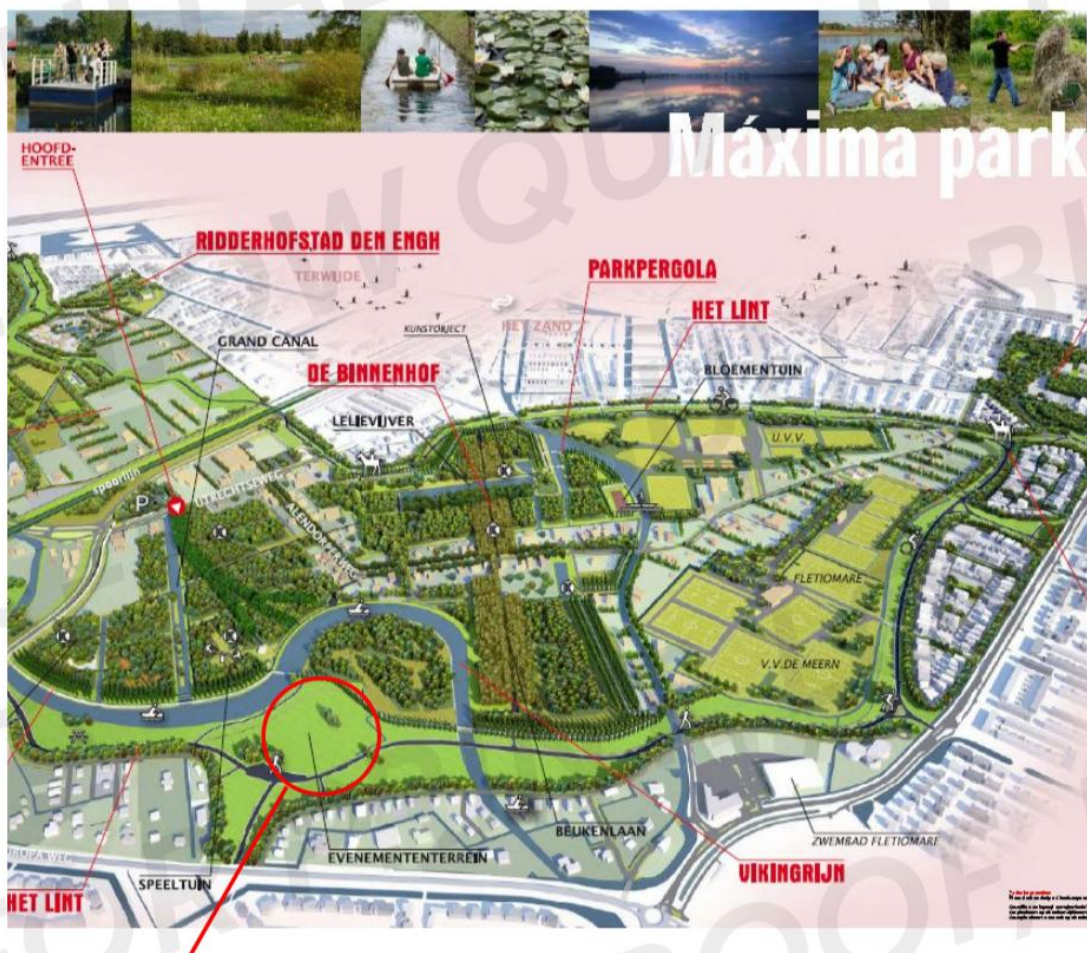 Máxima park
HOOFD-
ENTREE
RIDDERHOFSTAD DEN ENGH
TERWIJDE
PARKPERGOLA
HET LINT
KUNSTOBJECT
HET ZAND
GRAND CANAL
DE BINNENHOF
BLOEMENTUIN
LELIEVIJVER
U.V.V.
spoorlijn
P
UTRECHTSEWEG
ALENDORPERWEG
FLETIOMARE
V.V.DE MEERN
BEUKENLAAN
ZWEMBAD FLETIOMARE
EVENEMENTENTERREIN
VIKINGRIJN
SPEELTUIN
HET LINT